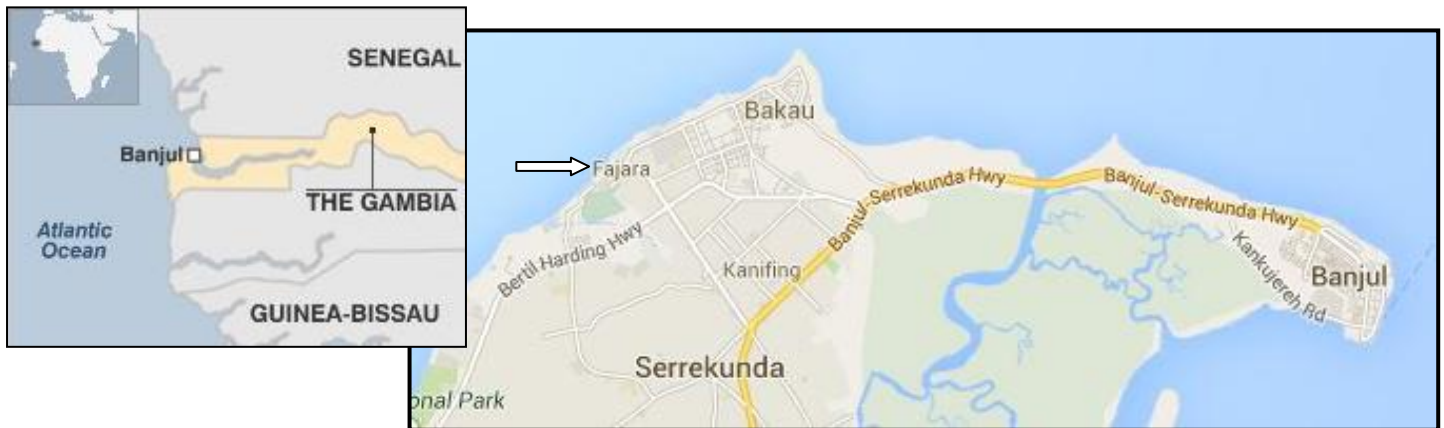 SENEGAL
Banjul
THE GAMBIA
Atlantic
Ocean
GUINEA-BISSAU
Bakau
Fajara
Banjul-Serrekunda Hwy
Banjul-Serrekunda Hwy
Bertil Harding Hwy
Kankujereh Rd
Kanifing
Banjul
Serrekunda
onal Park